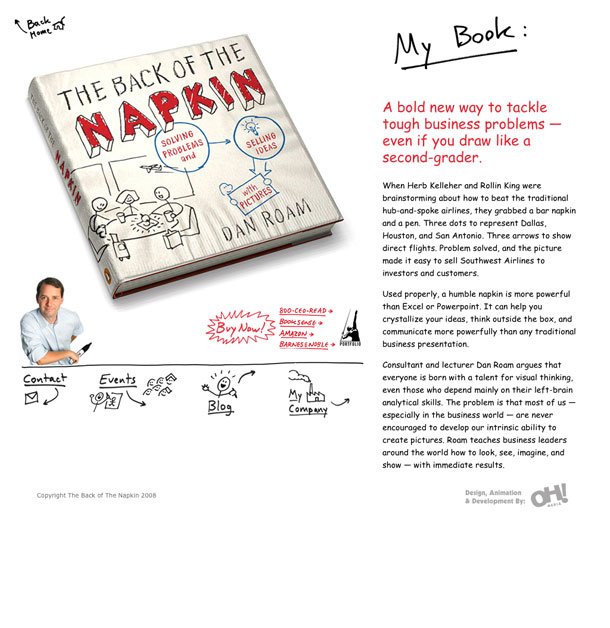 Back
Home
My Book:
THE BACK OF THE
NAPKIN
SOLVING
PROBLEMS
and
SELLING
IDEAS
with
PICTURES
DAN ROAM
THE BACK OF THE NAPKIN
A bold new way to tackle
tough business problems —
even if you draw like a
second-grader.
When Herb Kelleher and Rollin King were
brainstorming about how to beat the traditional
hub-and-spoke airlines, they grabbed a bar napkin
and a pen. Three dots to represent Dallas,
Houston, and San Antonio. Three arrows to show
direct flights. Problem solved, and the picture
made it easy to sell Southwest Airlines to
investors and customers.
Used properly, a humble napkin is more powerful
than Excel or Powerpoint. It can help you
crystallize your ideas, think outside the box, and
communicate more powerfully than any traditional
business presentation.
Consultant and lecturer Dan Roam argues that
everyone is born with a talent for visual thinking,
even those who depend mainly on their left-brain
analytical skills. The problem is that most of us —
especially in the business world — are never
encouraged to develop our intrinsic ability to
create pictures. Roam teaches business leaders
around the world how to look, see, imagine, and
show — with immediate results.
Buy Now!
800-CEO-READ
BOOKSENSE
AMAZON
BARNES&NOBLE
PORTFOLIO
Contact
Events
Blog
My
Company
Copyright The Back of The Napkin 2008
Design, Animation
& Development By:
OH!
MEDIA